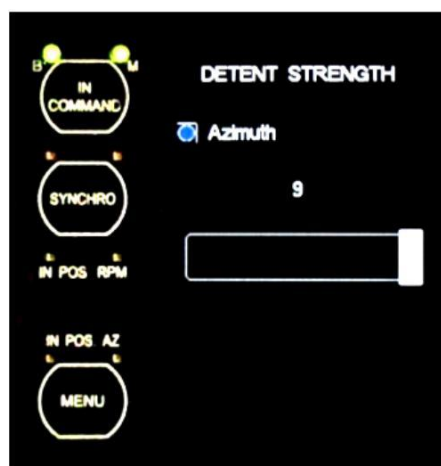 B M
IN
COMMAND
SYNCHRO
IN POS RPM
IN POS AZ
MENU
DETENT STRENGTH
Azimuth
9